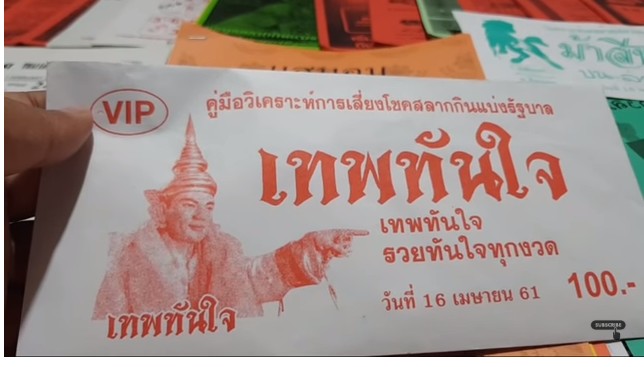 ม้าสี
VIP
คู่มือวิเคราะห์การเสี่ยงโชคสลากกินแบ่งรัฐบาล
เทพทันใจ
เทพทันใจ
รวยทันใจทุกงวด
วันที่ 16 เมษายน 61
100.-
เทพทันใจ
SUBSCRIBE